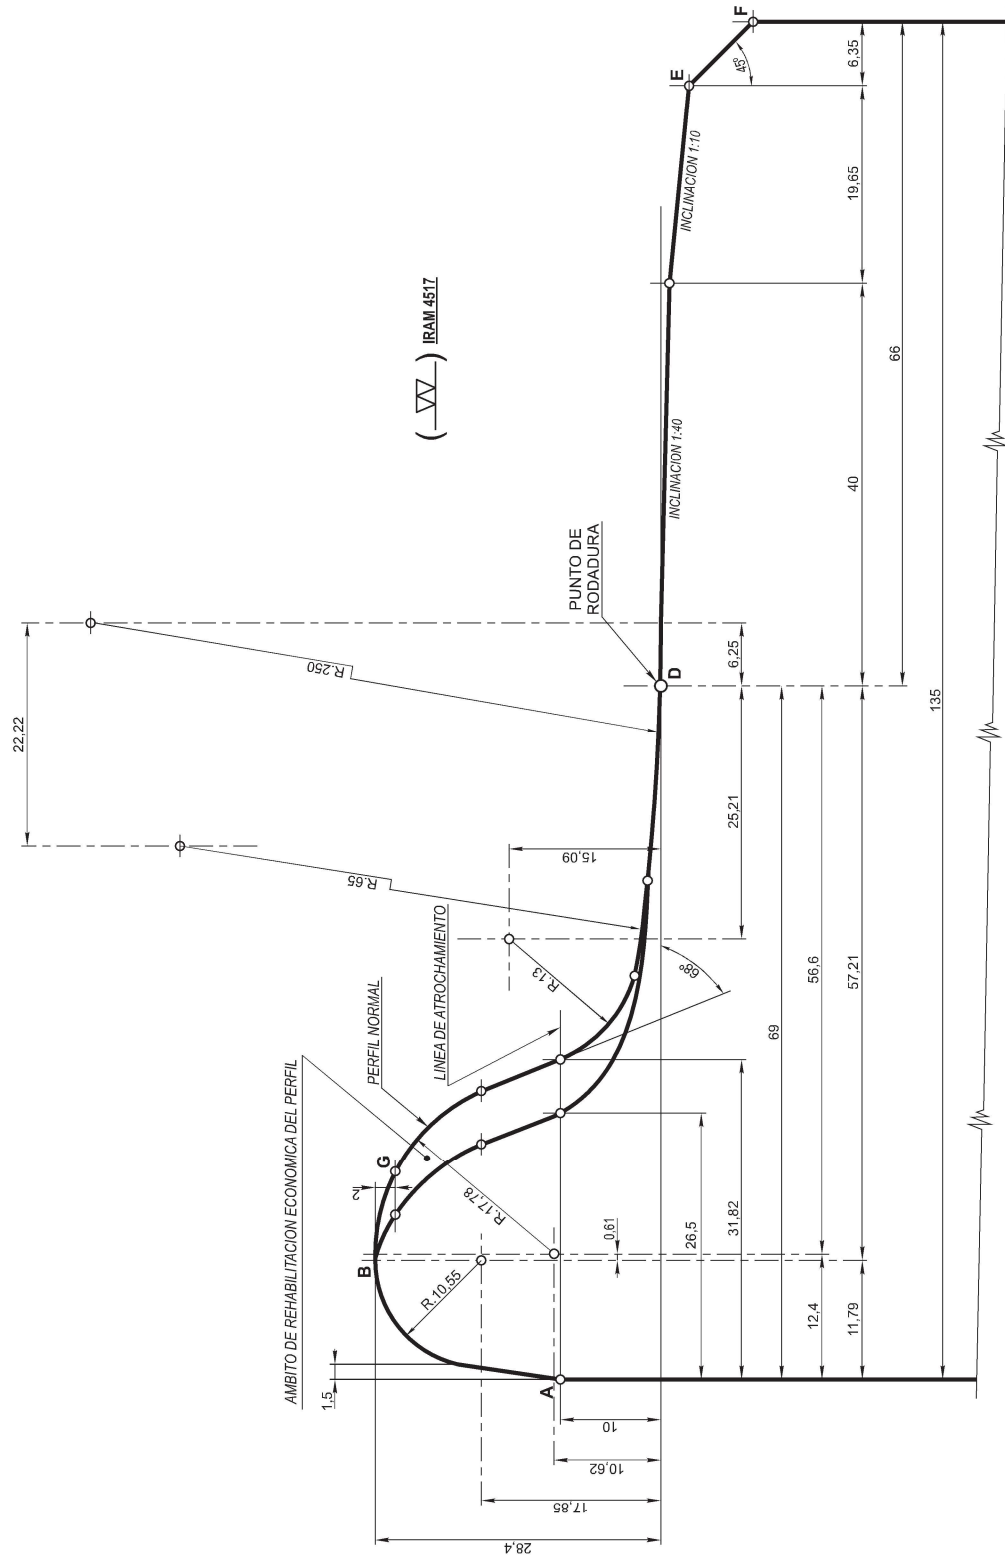 AMBITO DE REHABILITACION ECONOMICA DEL PERFIL
PERFIL NORMAL
LINEA DE ATROCHAMIENTO
PUNTO DE
RODADURA
( ) IRAM 4517
INCLINACION 1:40
INCLINACION 1:10
A
B
G
D
E
F
22,22
R.250
R.65
R.13
R.17,78
R.10,55
1,5
2
15,09
68°
45°
28,4
17,85
10,62
10
0,61
6,25
25,21
26,5
31,82
69
12,4
56,6
11,79
57,21
40
19,65
6,35
66
135